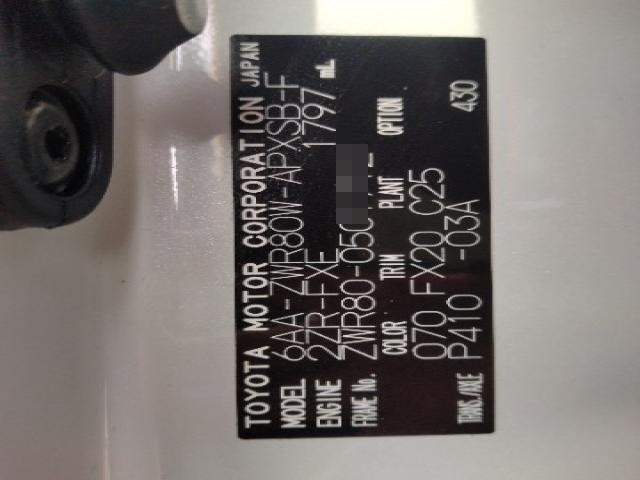 TOYOTA MOTOR CORPORATION JAPAN
MODEL 6AA-ZWR80W-APXSB-F
ENGINE 2ZR-FXE 1797 mL
FRAME No. ZWR80-050
COLOR TRIM PLANT OPTION
070 FX20 C25
TRANS./AXLE P410 -03A 430